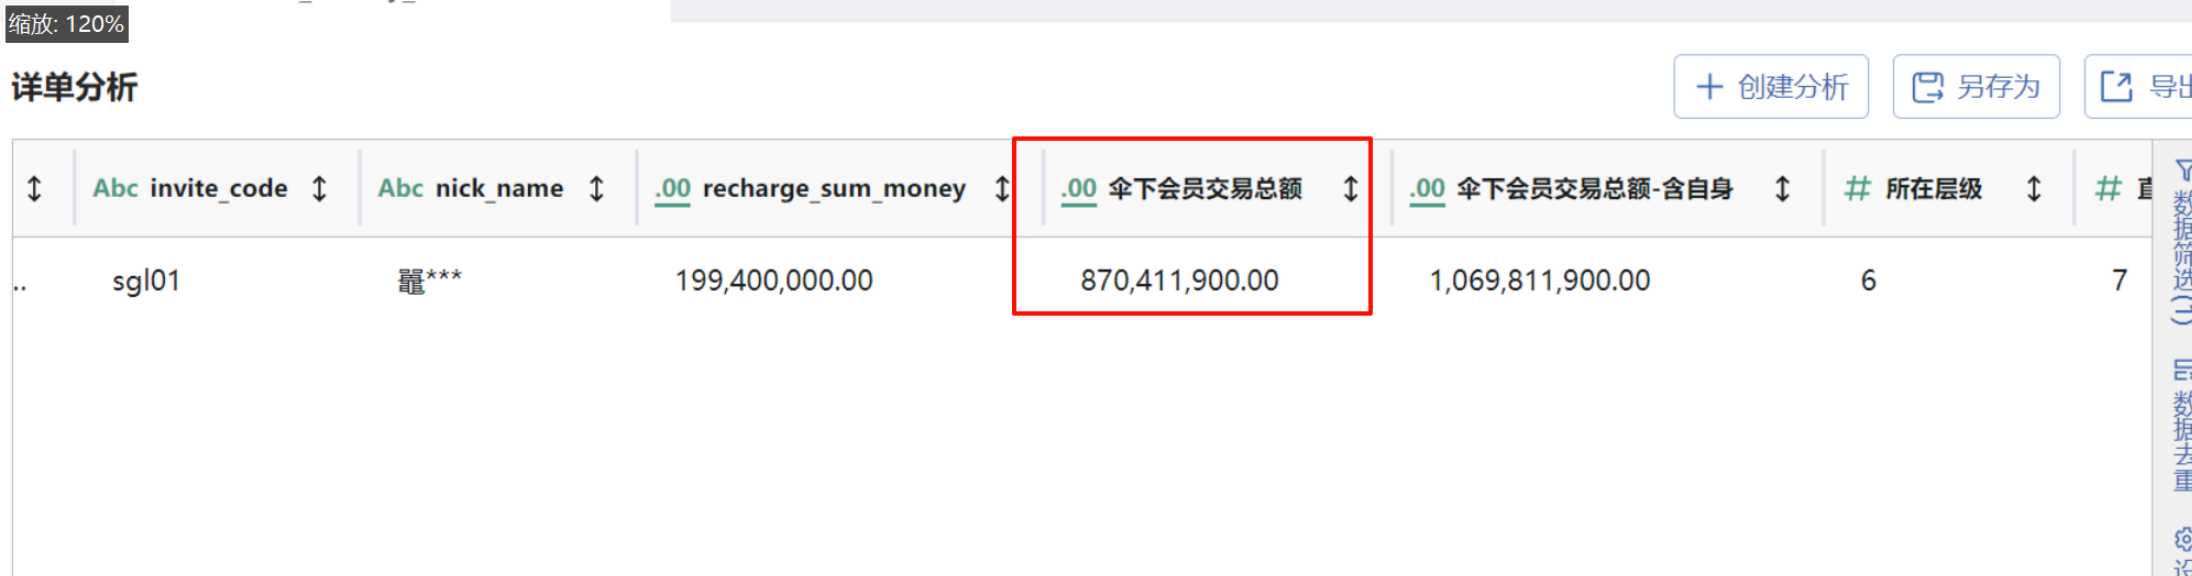 缩放: 120%
详单分析
创建分析 另存为 导出
Abc invite_code Abc nick_name .00 recharge_sum_money .00 伞下会员交易总额 .00 伞下会员交易总额-含自身 # 所在层级 #
.. sgl01 鼍*** 199,400,000.00 870,411,900.00 1,069,811,900.00 6 7
数据筛选(
数据去重
设